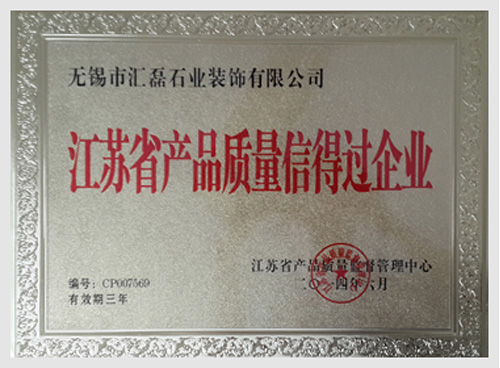 无锡市汇磊石业装饰有限公司
江苏省产品质量信得过企业
江苏省产品质量监督管理中心
编号：CP007569
二〇一四年六月
有效期三年